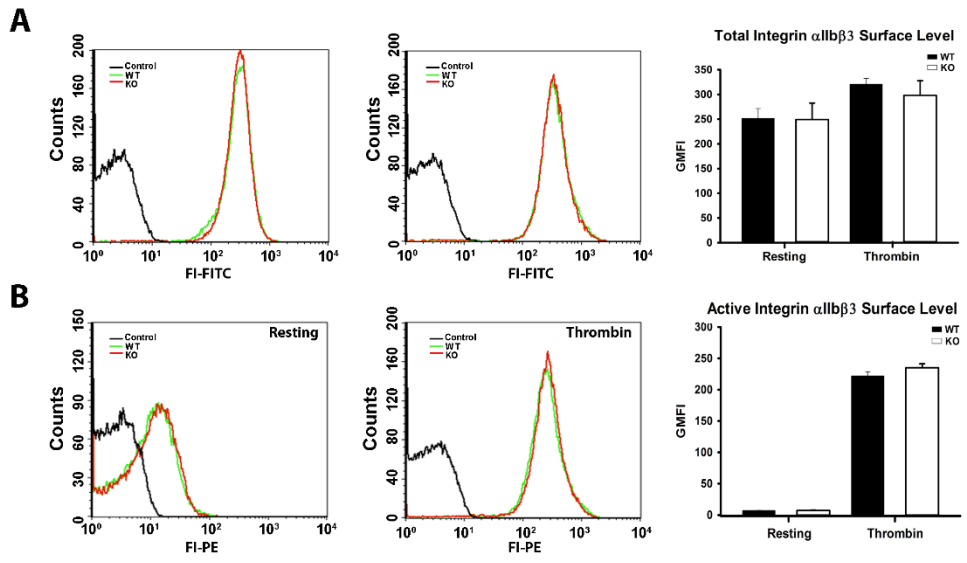 A
Counts
200
160
120
80
40
0
Control
WT
KO
10⁰ 10¹ 10² 10³ 10⁴
FI-FITC
Counts
200
160
120
80
40
0
Control
WT
KO
10⁰ 10¹ 10² 10³ 10⁴
FI-FITC
Total Integrin αIIbβ3 Surface Level
WT
KO
GMFI
350
300
250
200
150
100
50
0
Resting Thrombin
B
Counts
150
120
90
60
30
0
Control
WT
KO
Resting
10⁰ 10¹ 10² 10³ 10⁴
FI-PE
Counts
200
160
120
80
40
0
Control
WT
KO
Thrombin
10⁰ 10¹ 10² 10³ 10⁴
FI-PE
Active Integrin αIIbβ3 Surface Level
WT
KO
GMFI
300
250
200
150
100
50
0
Resting Thrombin